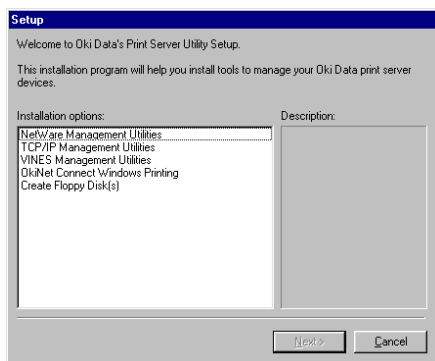 Setup
Welcome to Oki Data's Print Server Utility Setup.
This installation program will help you install tools to manage your Oki Data print server
devices.
Installation options:
Description:
NetWare Management Utilities
TCP/IP Management Utilities
VINES Management Utilities
OkiNet Connect Windows Printing
Create Floppy Disk(s)
Next >
Cancel